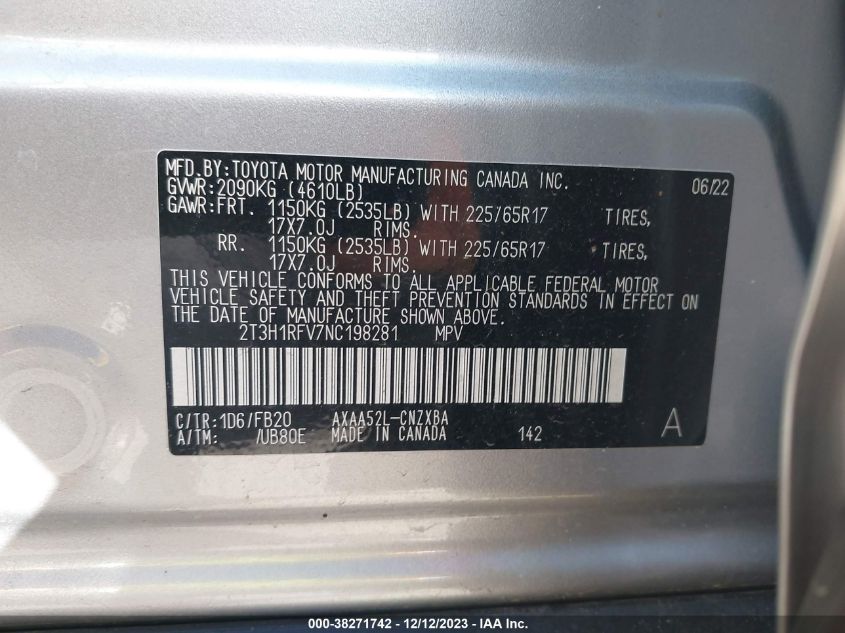 MFD.BY:TOYOTA MOTOR MANUFACTURING CANADA INC. 06/22
GVWR:2090KG (4610LB)
GAWR:FRT. 1150KG (2535LB) WITH 225/65R17 TIRES,
17X7.0J RIMS.
RR. 1150KG (2535LB) WITH 225/65R17 TIRES,
17X7.0J RIMS.
THIS VEHICLE CONFORMS TO ALL APPLICABLE FEDERAL MOTOR
VEHICLE SAFETY AND THEFT PREVENTION STANDARDS IN EFFECT ON
THE DATE OF MANUFACTURE SHOWN ABOVE.
2T3H1RFV7NC198281 MPV
C/TR:1D6/FB20 AXAA52L-CNZXBA
A/TM: /UB80E MADE IN CANADA 142 A
000-38271742 - 12/12/2023 - IAAI.com